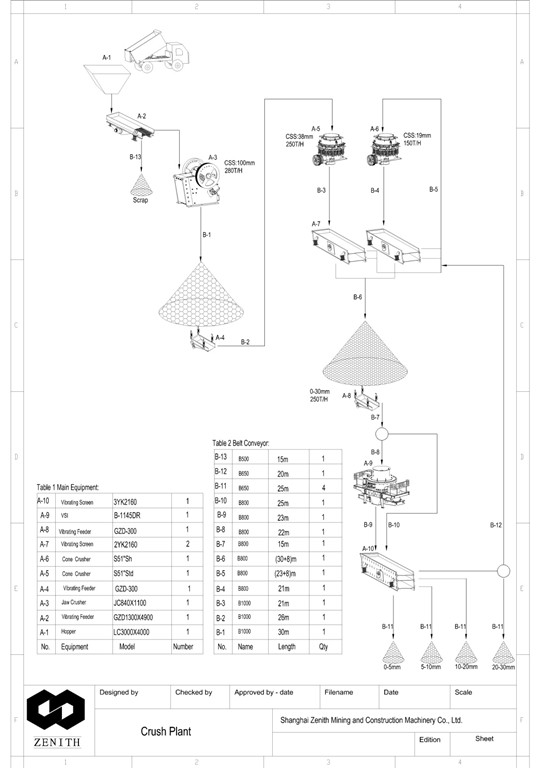 1 2 3 4
A A
A-1
A-2
B-13
Scrap
A-3
CSS:100mm
280T/H
B-1
A-4
B-2
A-5
CSS:38mm
250T/H
A-6
CSS:19mm
150T/H
B-3
B-4
B-5
A-7
B B
B-6
C C
0-30mm
250T/H
A-8
B-7
B-8
A-9
B-9
B-10
B-12
A-10
B-11 B-11 B-11 B-11
0-5mm 5-10mm 10-20mm 20-30mm
D D
Table 1 Main Equipment:
A-10 Vibrating Screen 3YK2160 1
A-9 VSI B-1145DR 1
A-8 Vibrating Feeder GZD-300 1
A-7 Vibrating Screen 2YK2160 2
A-6 Cone Crusher S51"Sh 1
A-5 Cone Crusher S51"Std 1
A-4 Vibrating Feeder GZD-300 1
A-3 Jaw Crusher JC840X1100 1
A-2 Vibrating Feeder GZD1300X4900 1
A-1 Hopper LC3000X4000 1
No. Equipment Model Number
Table 2 Belt Conveyor:
B-13 B500 15m 1
B-12 B650 20m 1
B-11 B650 25m 4
B-10 B800 25m 1
B-9 B800 23m 1
B-8 B800 22m 1
B-7 B800 15m 1
B-6 B800 (30+8)m 1
B-5 B800 (23+8)m 1
B-4 B800 21m 1
B-3 B1000 21m 1
B-2 B1000 26m 1
B-1 B1000 30m 1
No. Name Length Qty
E E
ZENITH
Designed by Checked by Approved by - date Filename Date Scale
Crush Plant
Shanghai Zenith Mining and Construction Machinery Co., Ltd.
Edition Sheet
F F
1 2 3 4